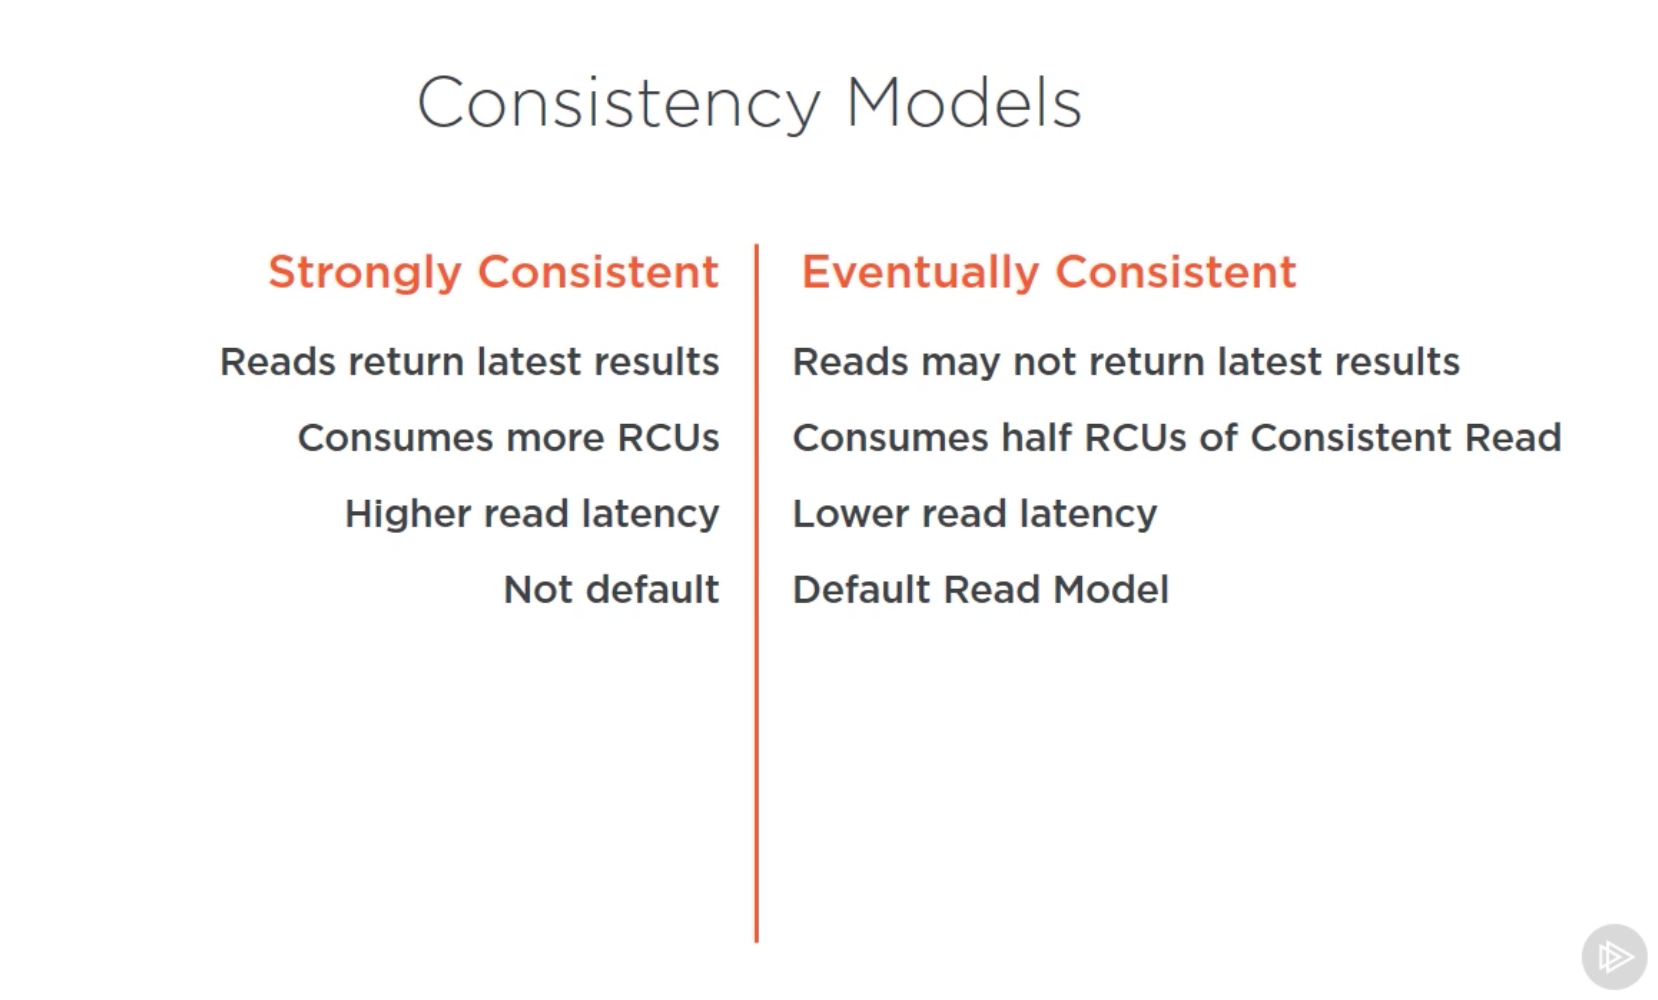 Consistency Models
Strongly Consistent
Reads return latest results
Consumes more RCUs
Higher read latency
Not default
Eventually Consistent
Reads may not return latest results
Consumes half RCUs of Consistent Read
Lower read latency
Default Read Model